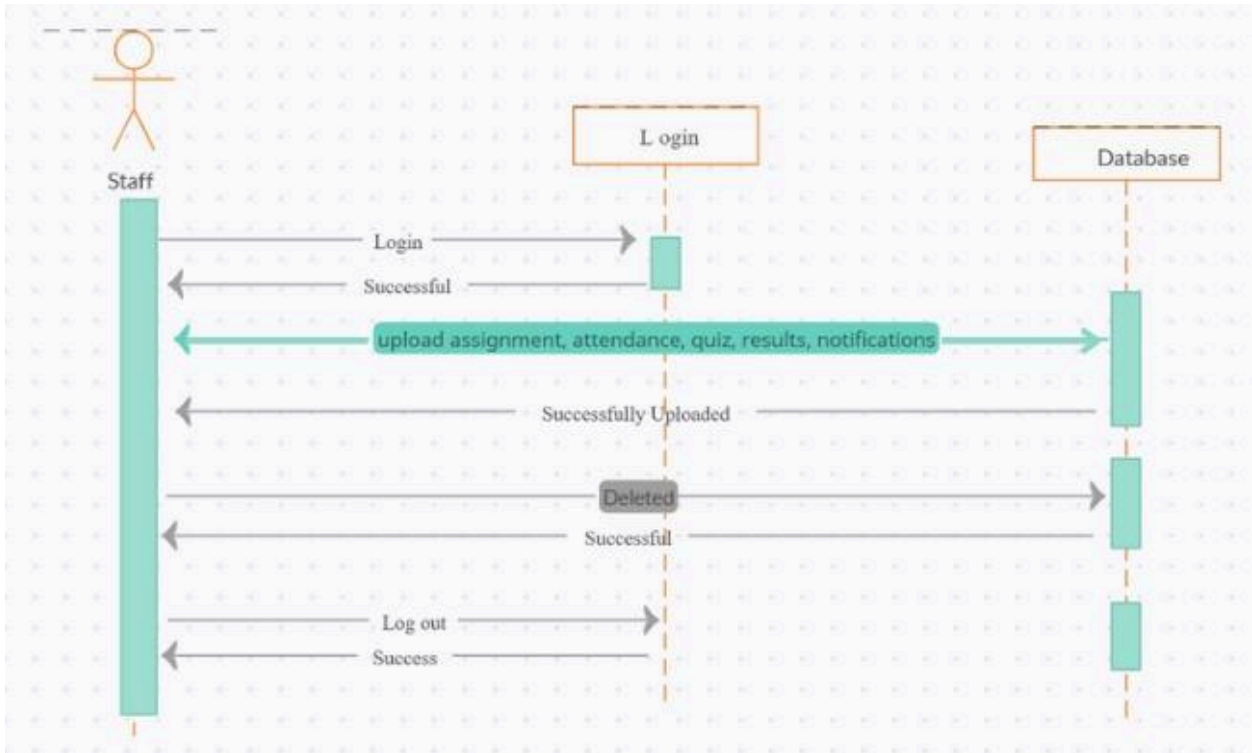 L ogin
Database
Staff
Login
Successful
upload assignment, attendance, quiz, results, notifications
Successfully Uploaded
Deleted
Successful
Log out
Success